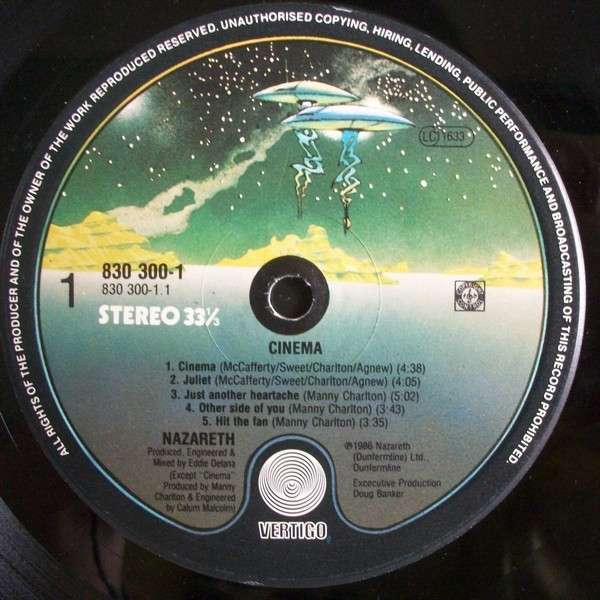 ALL RIGHTS OF THE PRODUCER AND OF THE OWNER OF THE WORK REPRODUCED RESERVED. UNAUTHORISED COPYING, HIRING, LENDING, PUBLIC PERFORMANCE AND BROADCASTING OF THIS RECORD PROHIBITED.
LC 1633
1
830 300-1
830 300-1.1
STEREO 33⅓
CINEMA
1. Cinema (McCafferty/Sweet/Charlton/Agnew) (4:38)
2. Juliet (McCafferty/Sweet/Charlton/Agnew) (4:05)
3. Just another heartache (Manny Charlton) (5:02)
4. Other side of you (Manny Charlton) (3:43)
5. Hit the fan (Manny Charlton) (3:35)
NAZARETH
Produced, Engineered &
Mixed by Eddie Delana
(Except "Cinema"
Produced by Manny
Charlton & Engineered
by Calum Malcolm)
℗1986 Nazareth
(Dunfermline) Ltd.,
Dunfermline
Excecutive Production
Doug Banker
VERTIGO